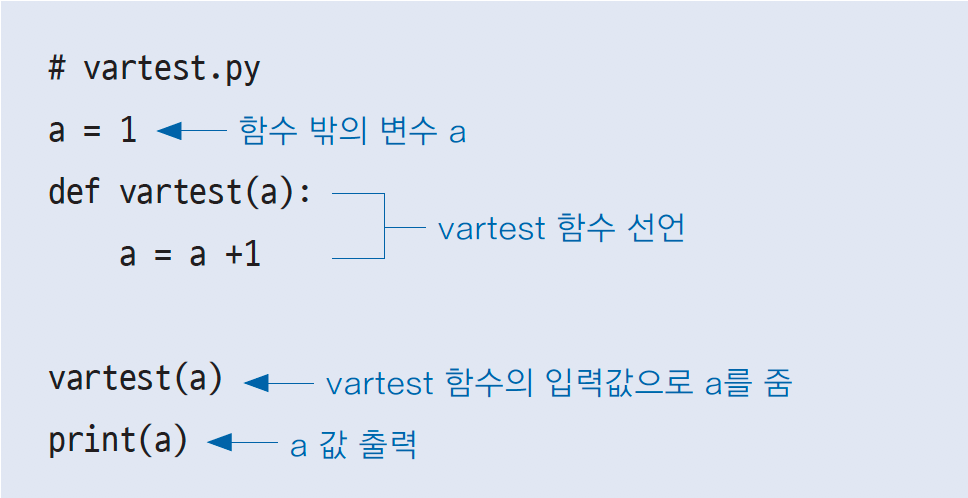 # vartest.py
a = 1 함수 밖의 변수 a
def vartest(a):
vartest 함수 선언
a = a +1
vartest(a) vartest 함수의 입력값으로 a를 줌
print(a) a 값 출력